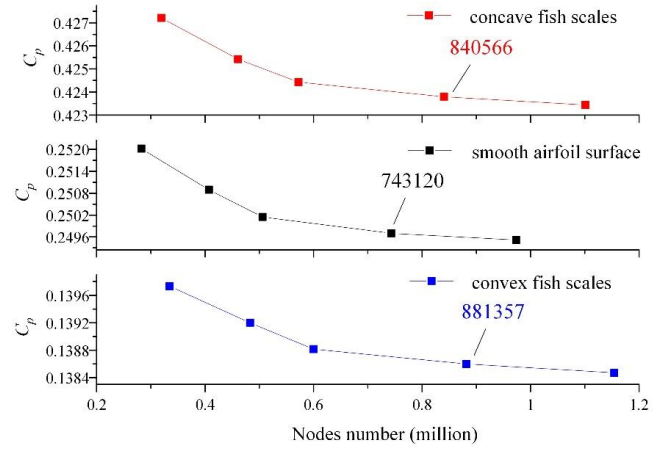 concave fish scales
840566
C_p
0.427
0.426
0.425
0.424
0.423
smooth airfoil surface
743120
C_p
0.2520
0.2514
0.2508
0.2502
0.2496
convex fish scales
881357
C_p
0.1396
0.1392
0.1388
0.1384
0.2 0.4 0.6 0.8 1 1.2
Nodes number (million)